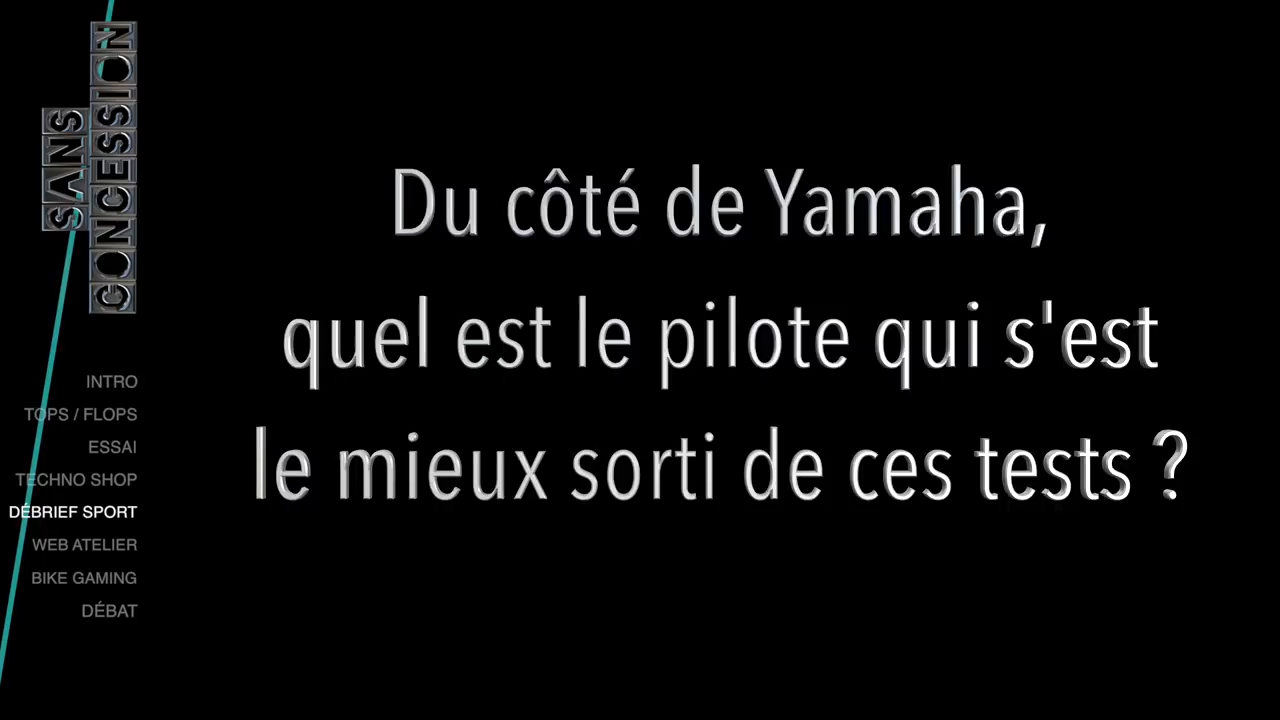 SANS
CONCESSION
INTRO
TOPS / FLOPS
ESSAI
TECHNO SHOP
DÉBRIEF SPORT
WEB ATELIER
BIKE GAMING
DÉBAT
Du côté de Yamaha,
quel est le pilote qui s'est
le mieux sorti de ces tests ?